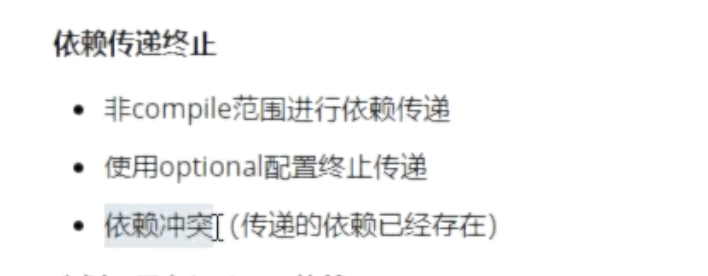 依赖传递终止
非compile范围进行依赖传递
使用optional配置终止传递
依赖冲突 (传递的依赖已经存在)